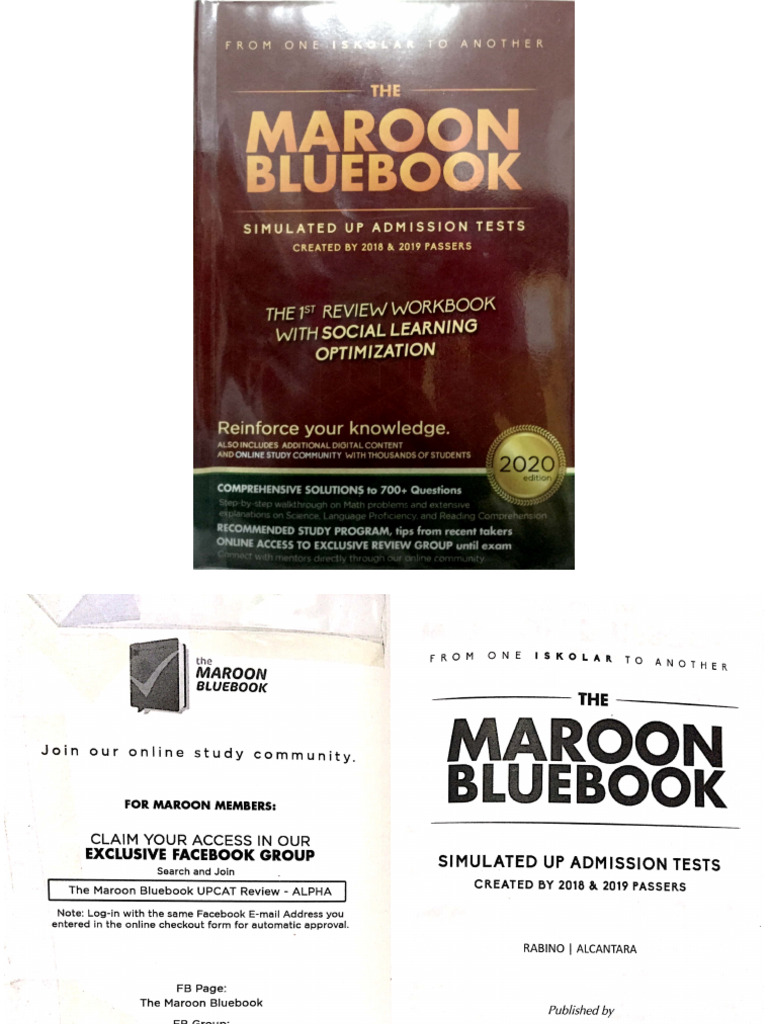 FROM ONE ISKOLAR TO ANOTHER
THE
MAROON
BLUEBOOK
SIMULATED UP ADMISSION TESTS
CREATED BY 2018 & 2019 PASSERS
THE 1ST REVIEW WORKBOOK
WITH SOCIAL LEARNING
OPTIMIZATION
Reinforce your knowledge.
ALSO INCLUDES ADDITIONAL DIGITAL CONTENT
AND ONLINE STUDY COMMUNITY WITH THOUSANDS OF STUDENTS
2020
edition
COMPREHENSIVE SOLUTIONS to 700+ Questions
Step-by-step walkthrough on Math problems and extensive
explanations on Science, Language Proficiency, and Reading Comprehension
RECOMMENDED STUDY PROGRAM, tips from recent takers
ONLINE ACCESS TO EXCLUSIVE REVIEW GROUP until exam
Connect with mentors directly through our online community
the
MAROON
BLUEBOOK
Join our online study community.
FOR MAROON MEMBERS:
CLAIM YOUR ACCESS IN OUR
EXCLUSIVE FACEBOOK GROUP
Search and Join
The Maroon Bluebook UPCAT Review - ALPHA
Note: Log-in with the same Facebook E-mail Address you
entered in the online checkout form for automatic approval.
FB Page:
The Maroon Bluebook
FB Group:
FROM ONE ISKOLAR TO ANOTHER
THE
MAROON
BLUEBOOK
SIMULATED UP ADMISSION TESTS
CREATED BY 2018 & 2019 PASSERS
RABINO | ALCANTARA
Published by